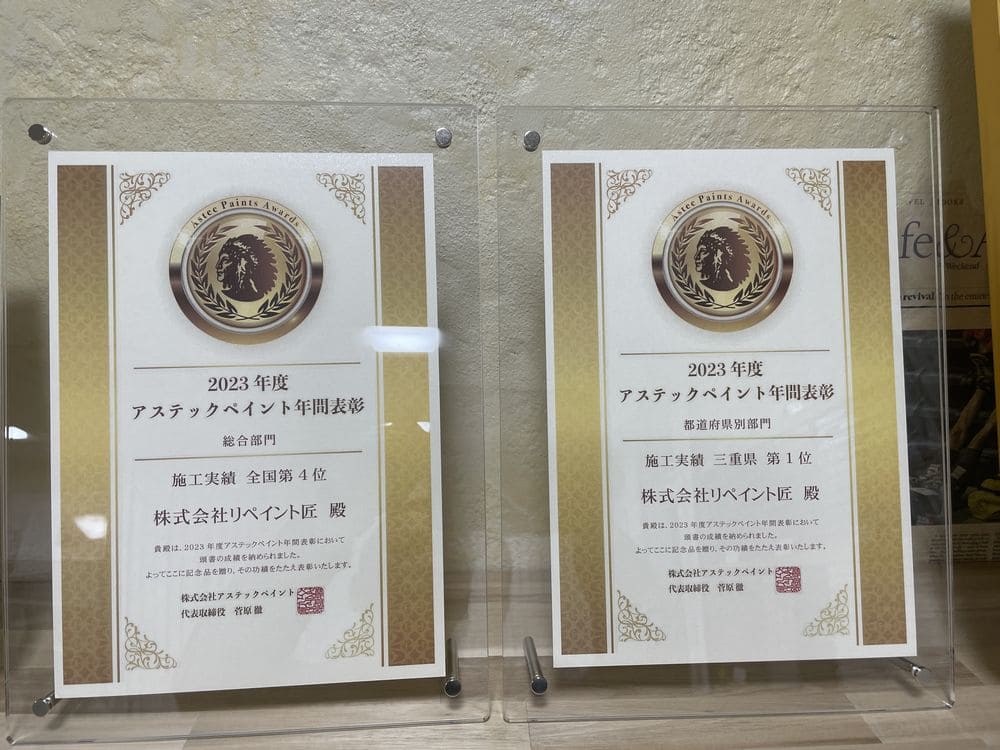 Astec Paints Awards
2023 年度
アステックペイント年間表彰
総合部門
施工実績 全国第4位
株式会社リペイント匠 殿
貴殿は、2023 年度アステックペイント年間表彰において
頭書の成績を納められました。
よってここに記念品を贈り、その功績をたたえ表彰いたします。
株式会社アステックペイント
代表取締役 菅原 徹
Astec Paints Awards
2023 年度
アステックペイント年間表彰
都道府県別部門
施工実績 三重県 第1位
株式会社リペイント匠 殿
貴殿は、2023 年度アステックペイント年間表彰において
頭書の成績を納められました。
よってここに記念品を贈り、その功績をたたえ表彰いたします。
株式会社アステックペイント
代表取締役 菅原 徹
fe&
Weekend
revival